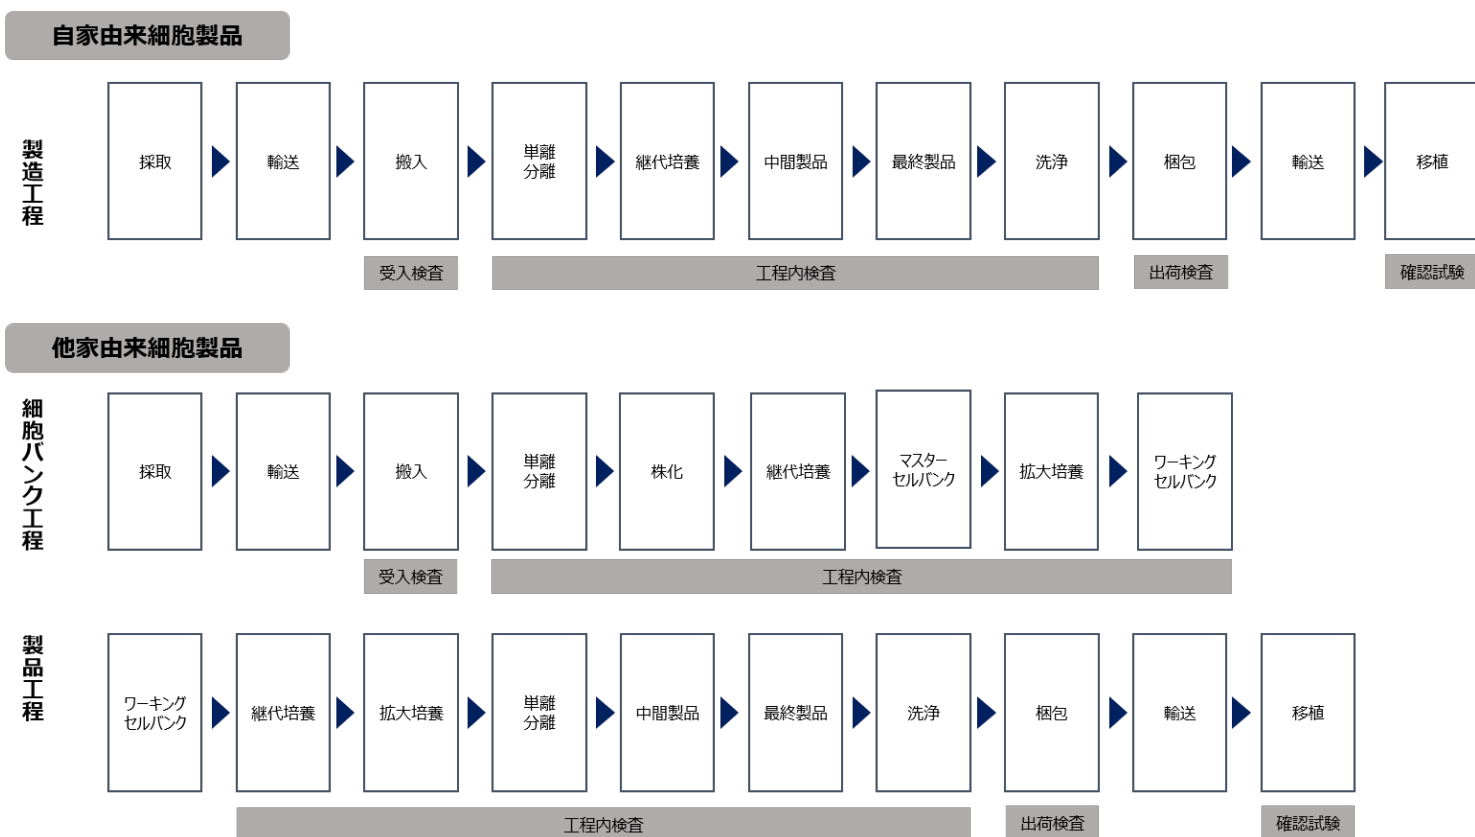 自家由来細胞製品
製造工程
採取
輸送
搬入
単離
分離
継代培養
中間製品
最終製品
洗浄
梱包
輸送
移植
受入検査
工程内検査
出荷検査
確認試験
他家由来細胞製品
細胞バンク工程
採取
輸送
搬入
単離
分離
株化
継代培養
マスター
セルバンク
拡大培養
ワーキング
セルバンク
受入検査
工程内検査
製品工程
ワーキング
セルバンク
継代培養
拡大培養
単離
分離
中間製品
最終製品
洗浄
梱包
輸送
移植
工程内検査
出荷検査
確認試験